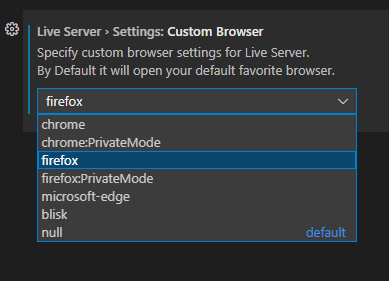 Live Server › Settings: Custom Browser
Specify custom browser settings for Live Server.
By Default it will open your default favorite browser.
firefox
chrome
chrome:PrivateMode
firefox
firefox:PrivateMode
microsoft-edge
blisk
null default